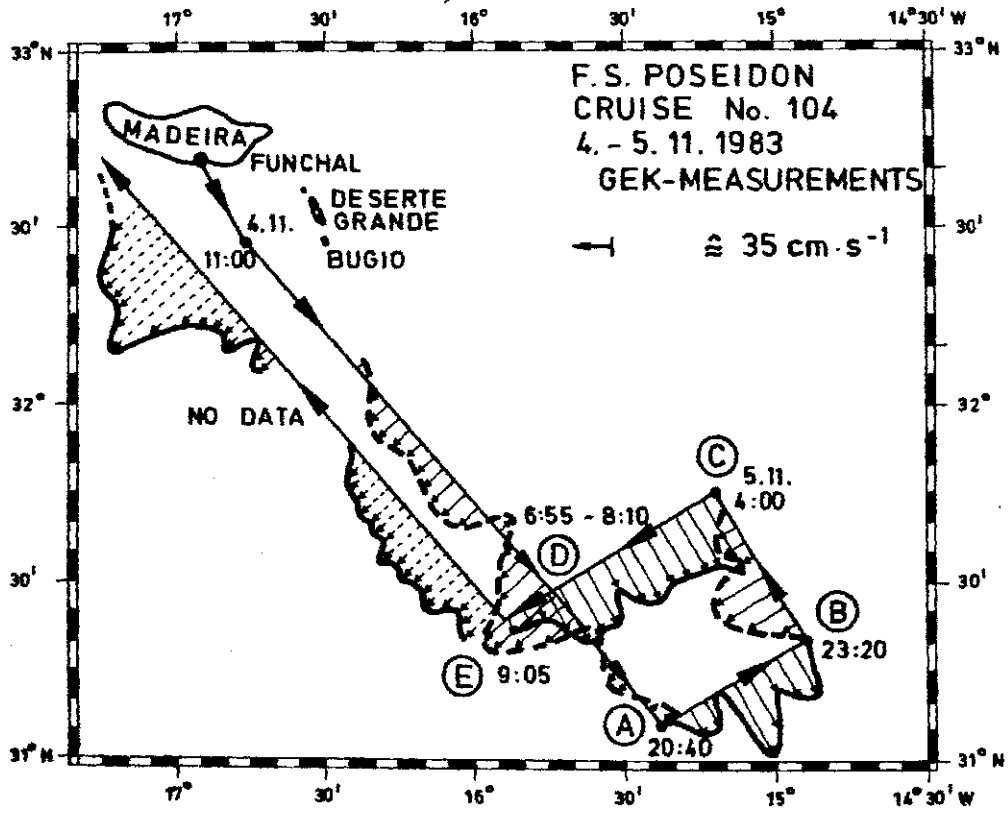 17° 30' 16° 30' 15° 14°30' W
33°N
33°N
F.S. POSEIDON
CRUISE No. 104
4.- 5. 11. 1983
GEK-MEASUREMENTS
≙ 35 cm·s⁻¹
MADEIRA
FUNCHAL
DESERTE
GRANDE
BUGIO
4.11.
11:00
30'
30'
32°
32°
NO DATA
C
5.11.
4:00
6:55 - 8:10
D
30'
30'
B
23:20
E
9:05
A
20:40
31°N
31°N
17° 30' 16° 30' 15° 14°30' W